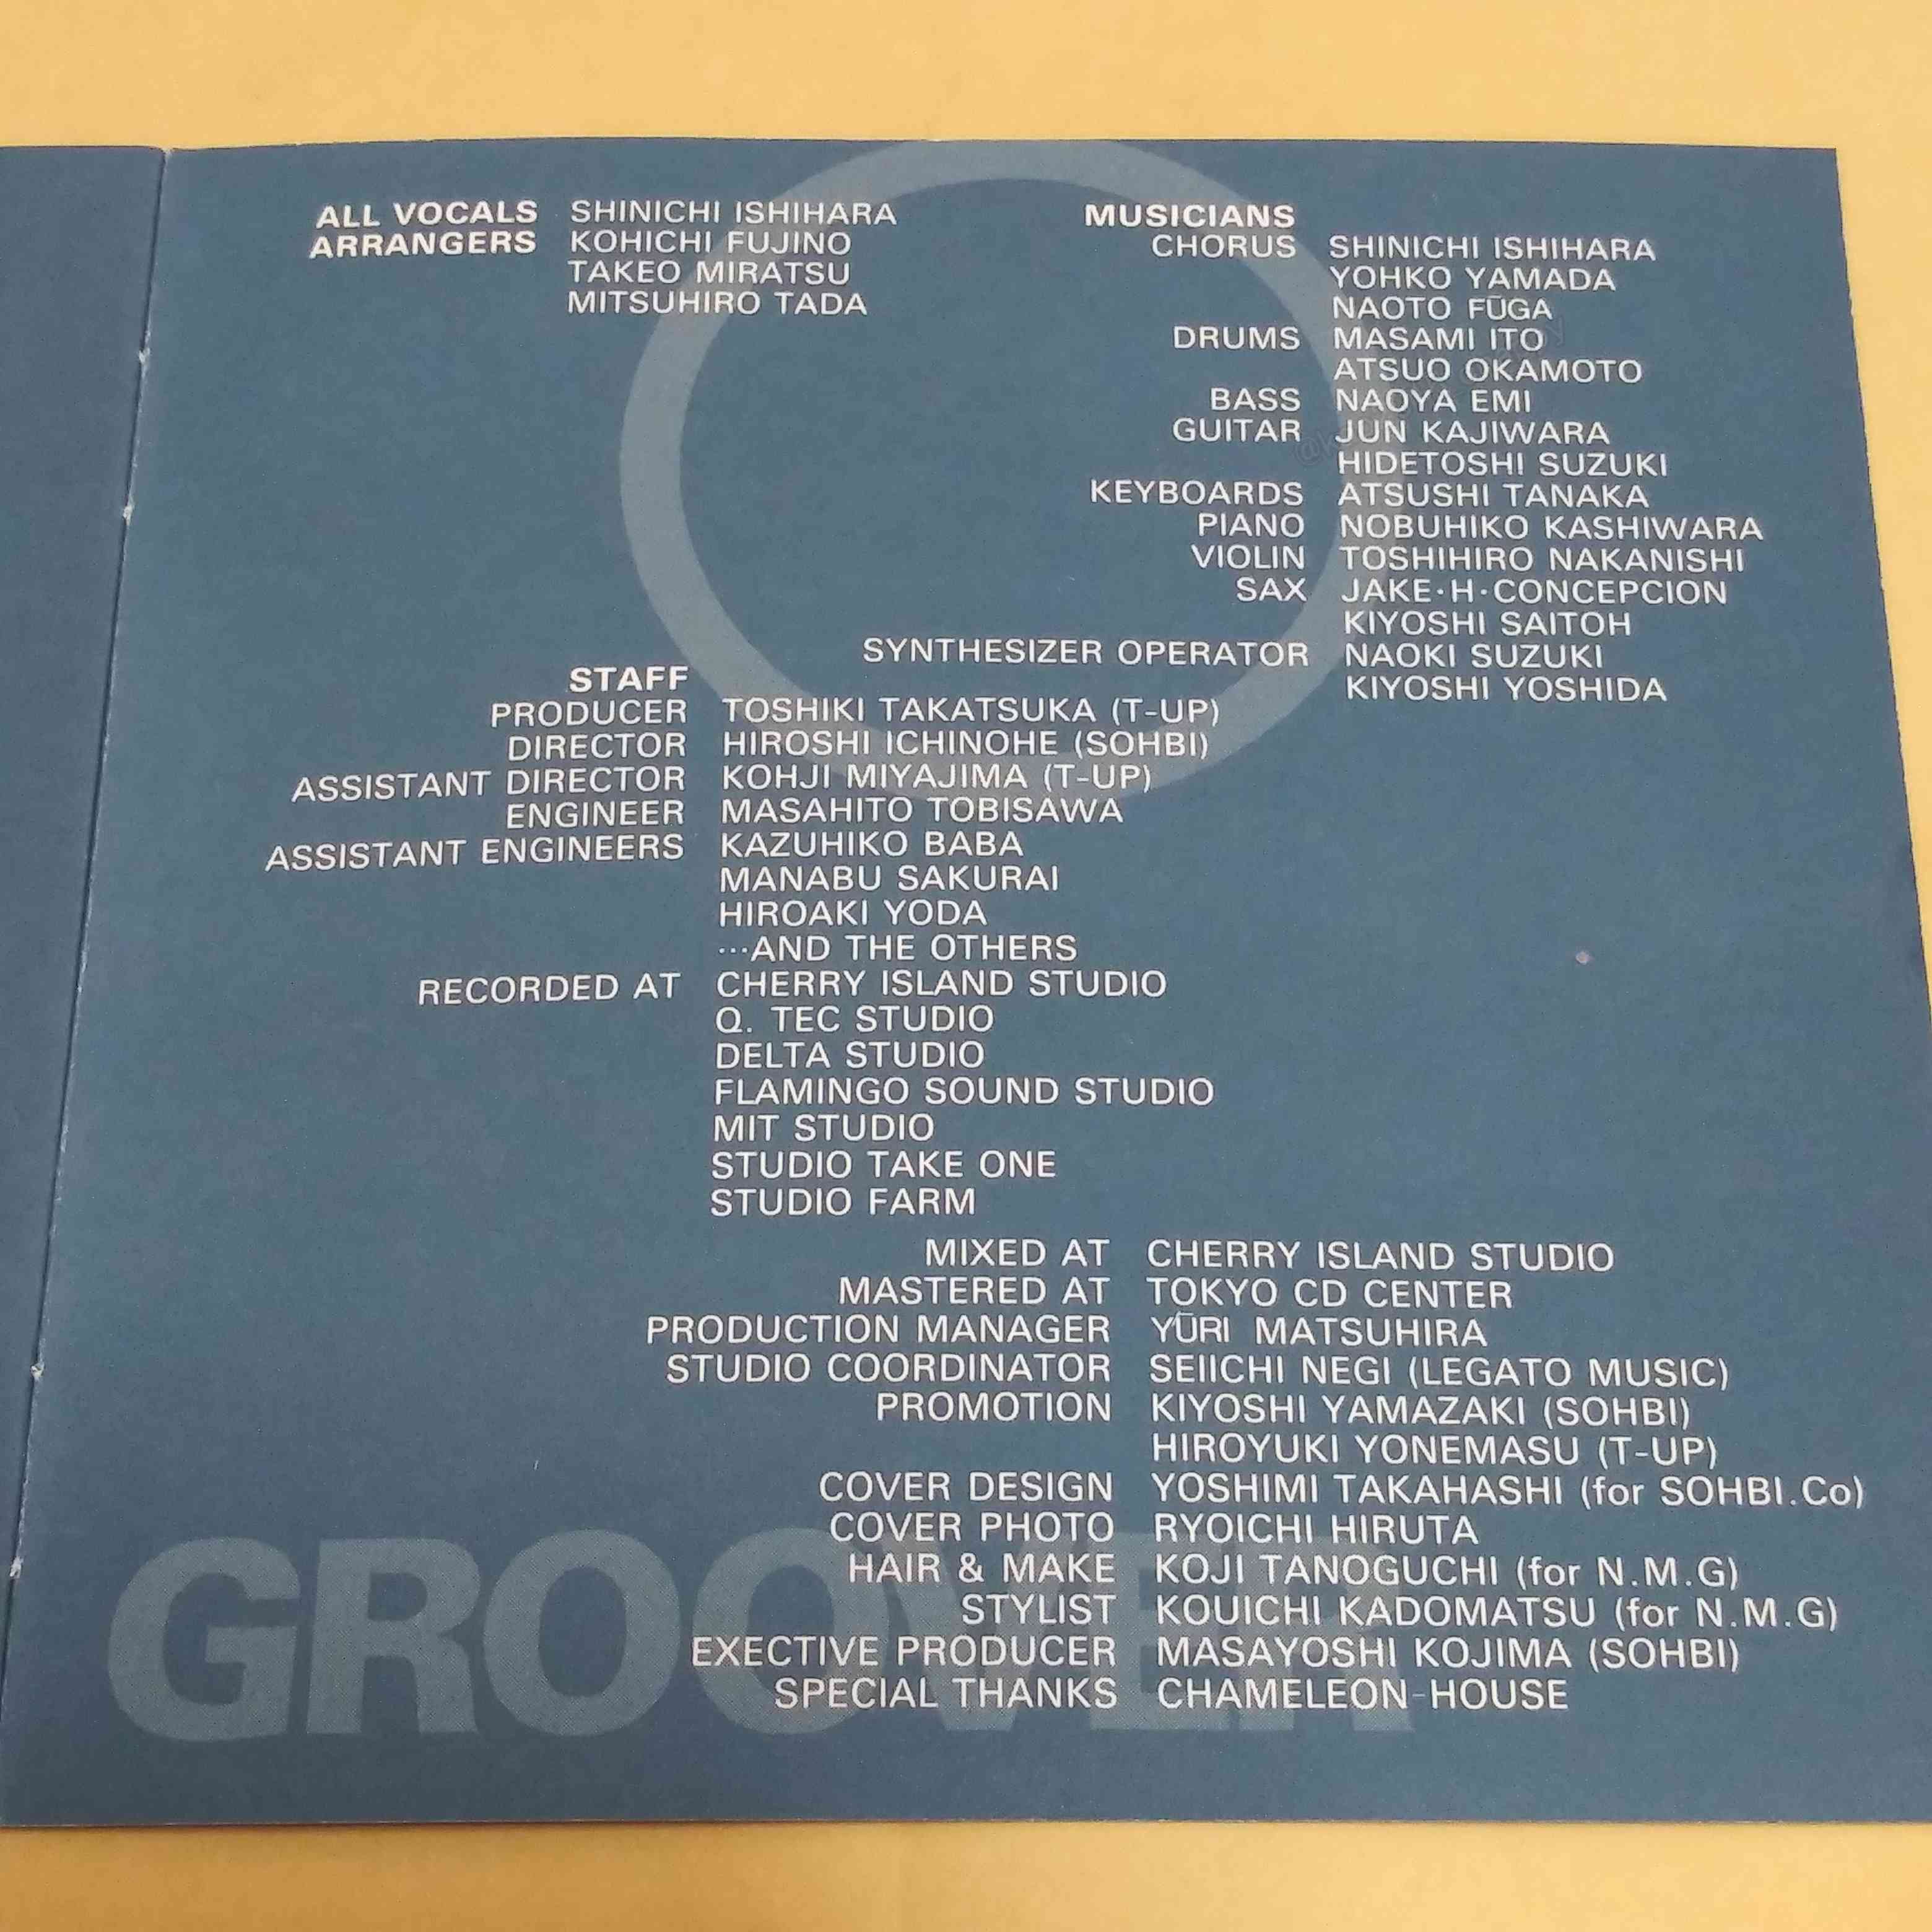 ALL VOCALS SHINICHI ISHIHARA
ARRANGERS KOHICHI FUJINO
TAKEO MIRATSU
MITSUHIRO TADA
MUSICIANS
CHORUS SHINICHI ISHIHARA
YOHKO YAMADA
NAOTO FŪGA
DRUMS MASAMI ITO
ATSUO OKAMOTO
BASS NAOYA EMI
GUITAR JUN KAJIWARA
HIDETOSHI SUZUKI
KEYBOARDS ATSUSHI TANAKA
PIANO NOBUHIKO KASHIWARA
VIOLIN TOSHIHIRO NAKANISHI
SAX JAKE·H·CONCEPCION
KIYOSHI SAITOH
SYNTHESIZER OPERATOR NAOKI SUZUKI
KIYOSHI YOSHIDA
STAFF
PRODUCER TOSHIKI TAKATSUKA (T-UP)
DIRECTOR HIROSHI ICHINOHE (SOHBI)
ASSISTANT DIRECTOR KOHJI MIYAJIMA (T-UP)
ENGINEER MASAHITO TOBISAWA
ASSISTANT ENGINEERS KAZUHIKO BABA
MANABU SAKURAI
HIROAKI YODA
···AND THE OTHERS
RECORDED AT CHERRY ISLAND STUDIO
Q. TEC STUDIO
DELTA STUDIO
FLAMINGO SOUND STUDIO
MIT STUDIO
STUDIO TAKE ONE
STUDIO FARM
MIXED AT CHERRY ISLAND STUDIO
MASTERED AT TOKYO CD CENTER
PRODUCTION MANAGER YŪRI MATSUHIRA
STUDIO COORDINATOR SEIICHI NEGI (LEGATO MUSIC)
PROMOTION KIYOSHI YAMAZAKI (SOHBI)
HIROYUKI YONEMASU (T-UP)
COVER DESIGN YOSHIMI TAKAHASHI (for SOHBI.Co)
COVER PHOTO RYOICHI HIRUTA
HAIR & MAKE KOJI TANOGUCHI (for N.M.G)
STYLIST KOUICHI KADOMATSU (for N.M.G)
EXECTIVE PRODUCER MASAYOSHI KOJIMA (SOHBI)
SPECIAL THANKS CHAMELEON-HOUSE
GROOVER